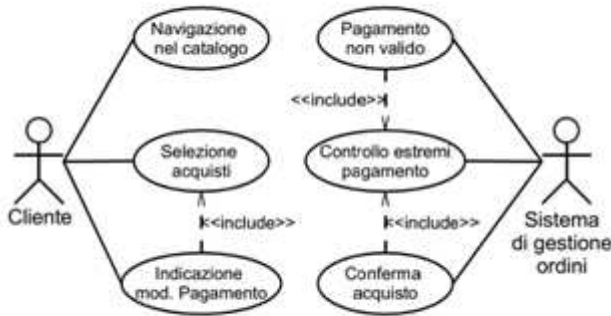 Navigazione
nel catalogo
Pagamento
non valido
<<include>>
Selezione
acquisti
Controllo estremi
pagamento
Cliente
<<include>>
<<include>>
Sistema
di gestione
ordini
Indicazione
mod. Pagamento
Conferma
acquisto